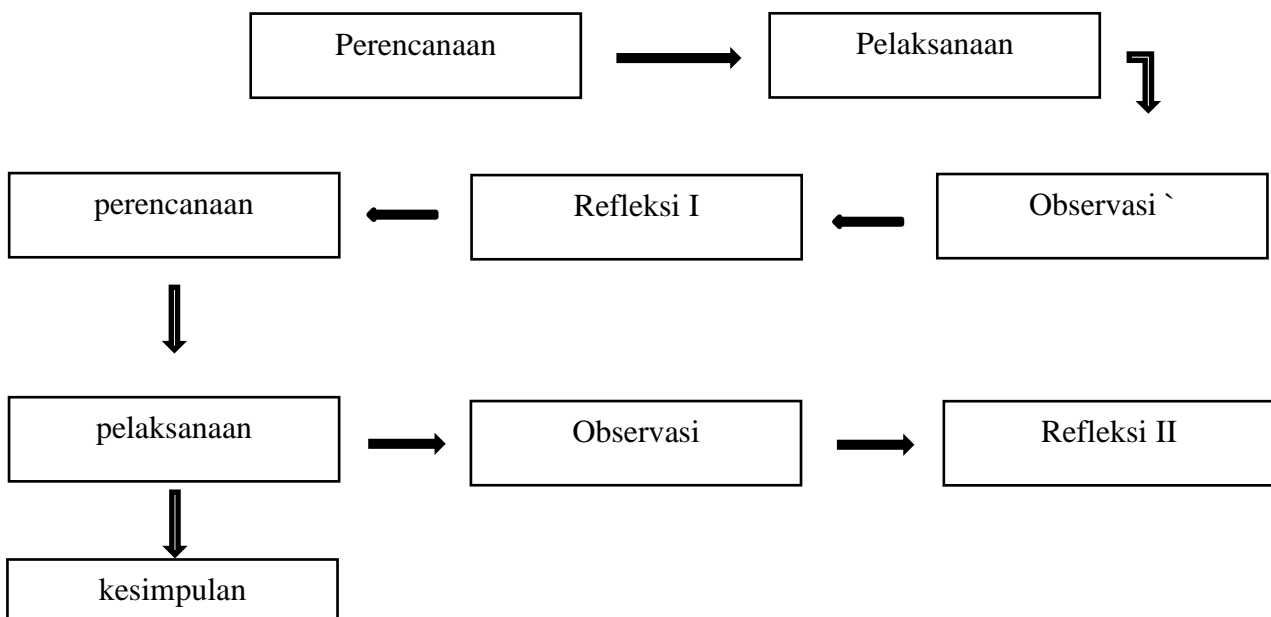 Perencanaan
Pelaksanaan
perencanaan
Refleksi I
Observasi `
pelaksanaan
Observasi
Refleksi II
kesimpulan